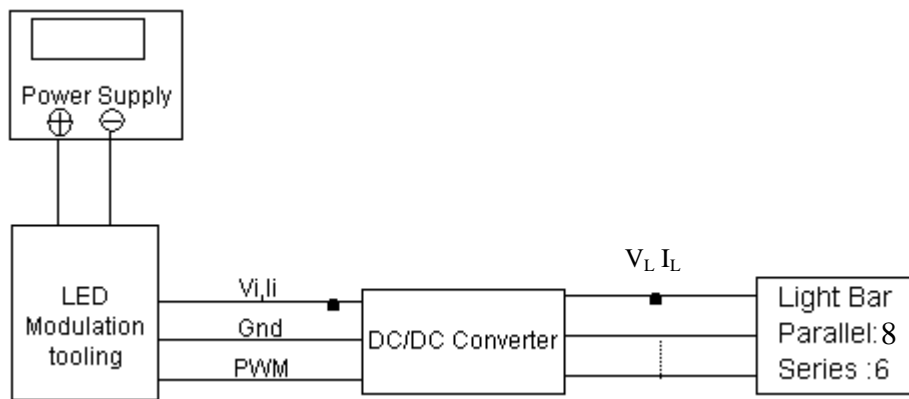 Power Supply
LED
Modulation
tooling
Vi,Ii
Gnd
PWM
DC/DC Converter
VL IL
Light Bar
Parallel:8
Series :6